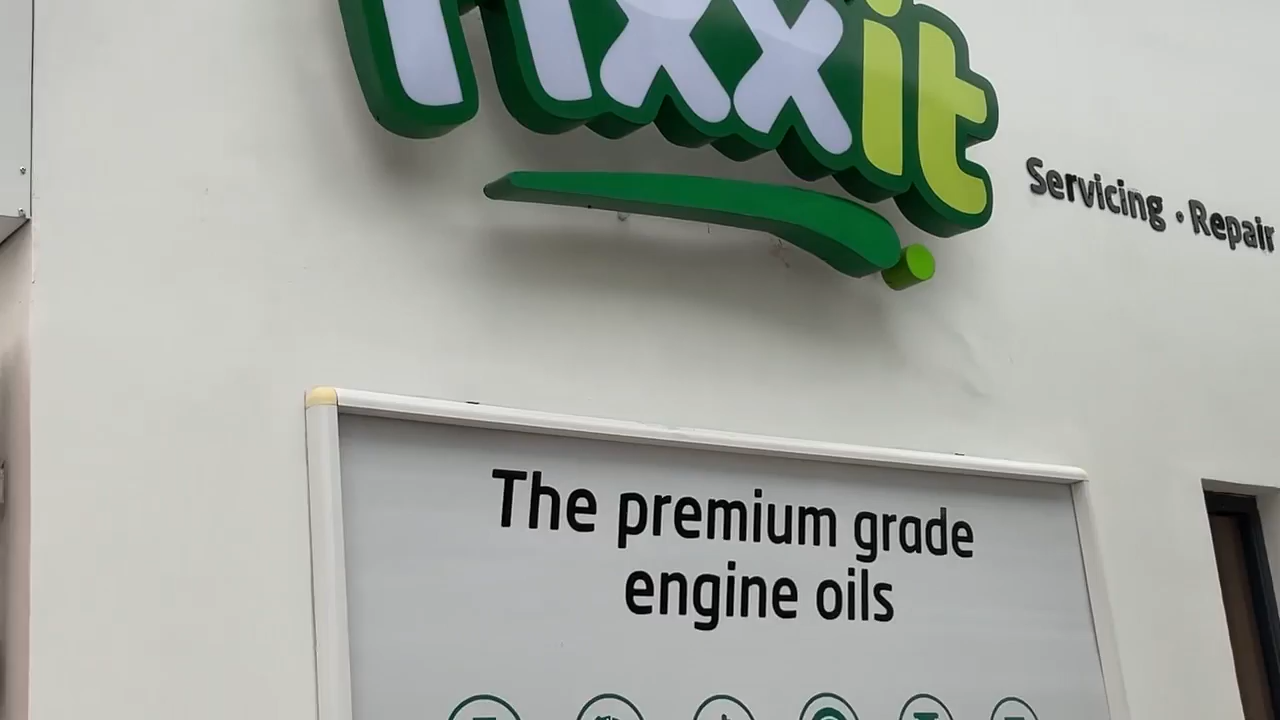 Fixxit
Servicing • Repair
The premium grade
engine oils